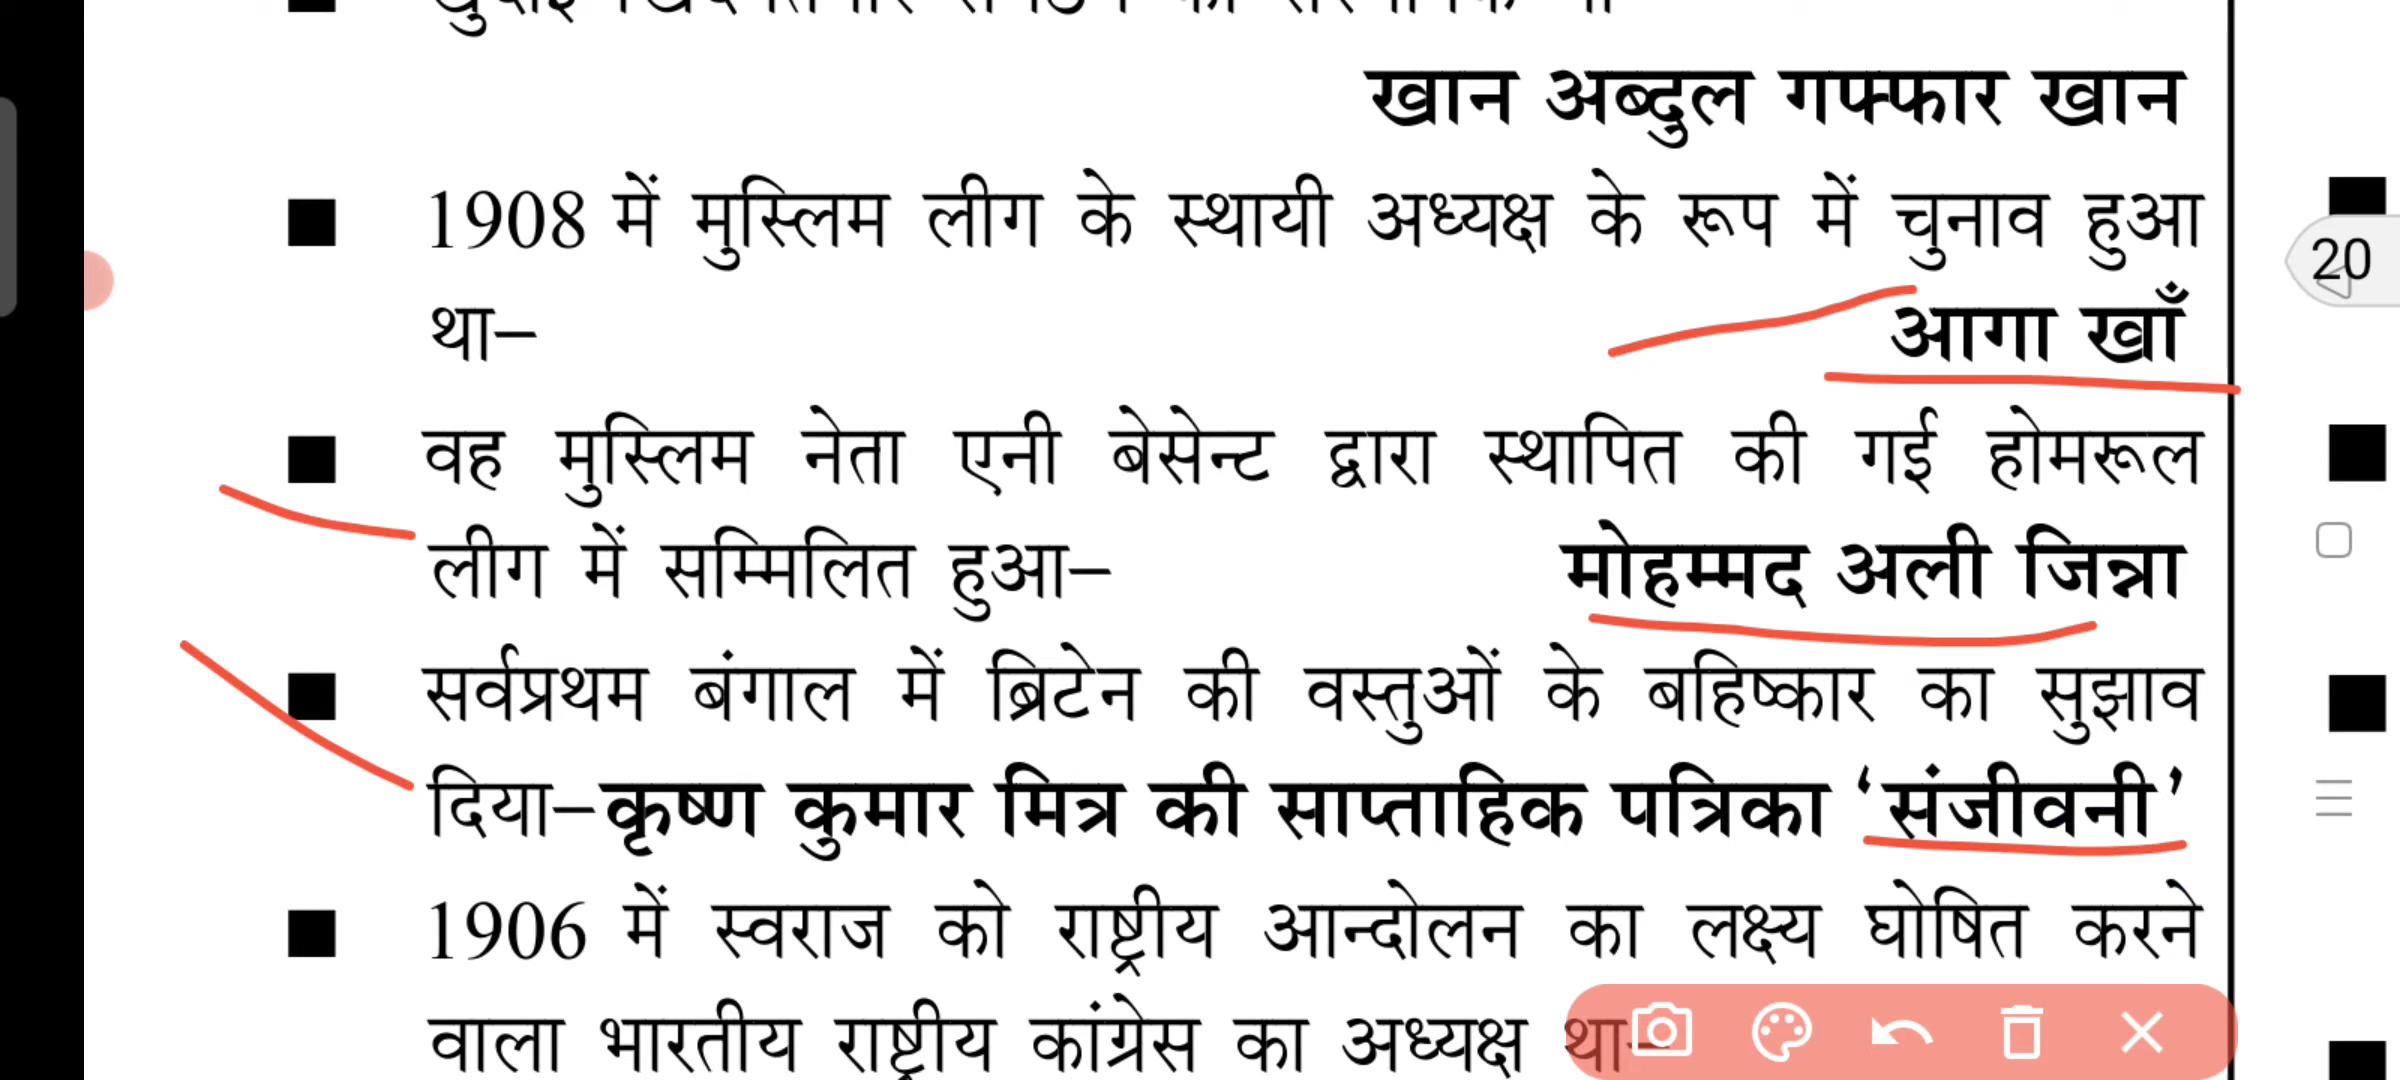 खान अब्दुल गफ्फार खान
1908 में मुस्लिम लीग के स्थायी अध्यक्ष के रूप में चुनाव हुआ
था– आगा खाँ
वह मुस्लिम नेता एनी बेसेन्ट द्वारा स्थापित की गई होमरूल
लीग में सम्मिलित हुआ– मोहम्मद अली जिन्ना
सर्वप्रथम बंगाल में ब्रिटेन की वस्तुओं के बहिष्कार का सुझाव
दिया–कृष्ण कुमार मित्र की साप्ताहिक पत्रिका ‘संजीवनी’
1906 में स्वराज को राष्ट्रीय आन्दोलन का लक्ष्य घोषित करने
वाला भारतीय राष्ट्रीय कांग्रेस का अध्यक्ष था–
20